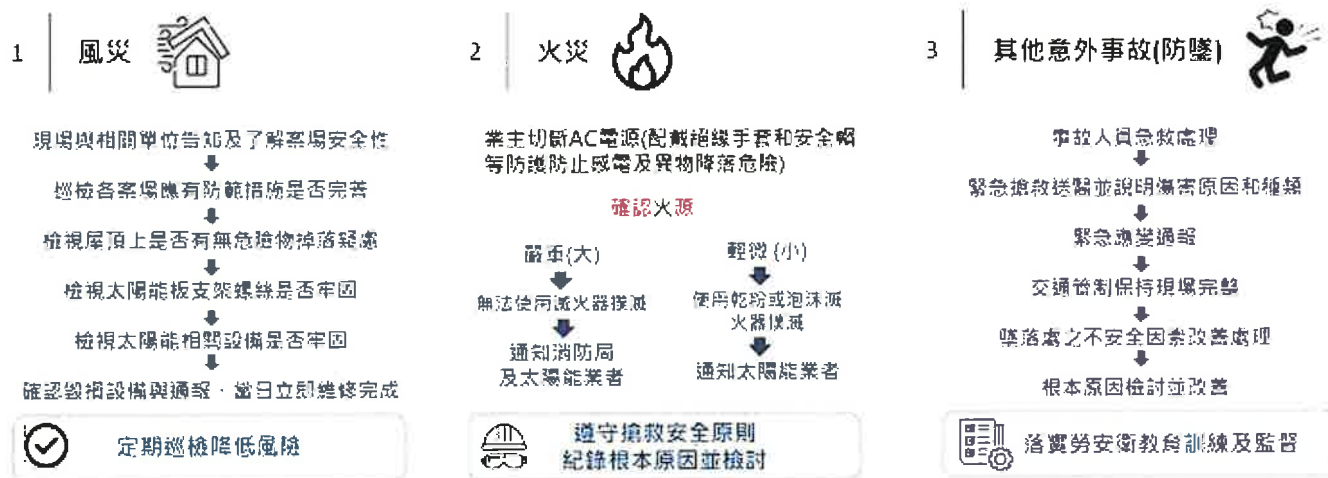 1
風災
現場與相關單位告知及了解案場安全性
巡檢各案場應有防範措施是否完善
檢視屋頂上是否有無危險物掉落疑慮
檢視太陽能板支架螺絲是否牢固
檢視太陽能相關設備是否牢固
確認毀損設備與通報，當日立即維修完成
定期巡檢降低風險
2
火災
業主切斷AC電源(配戴絕緣手套和安全帽
等防護防止感電及異物降落危險)
確認火源
嚴重(大)
無法使用滅火器撲滅
通知消防局
及太陽能業者
輕微(小)
使用乾粉或泡沫滅
火器撲滅
通知太陽能業者
遵守搶救安全原則
紀錄根本原因並檢討
3
其他意外事故(防墜)
事故人員急救處理
緊急搶救送醫並說明傷害原因和種類
緊急應變通報
交通管制保持現場完整
墜落處之不安全因素改善處理
根本原因檢討並改善
落實勞安衛教育訓練及監督